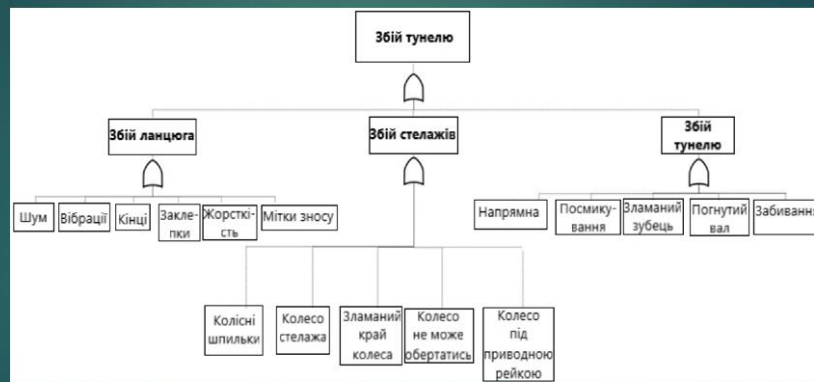 Збій тунелю
Збій ланцюга
Збій стелажів
Збій
тунелю
Шум
Вібрації
Кінці
Закле-
пки
Жорсткі-
сть
Мітки зносу
Напрямна
Посмику-
вання
Зламаний
зубець
Погнутий
вал
Забивання
Колісні
шпильки
Колесо
стелажа
Зламаний
край
колеса
Колесо
не може
обертатись
Колесо
під
приводною
рейкою